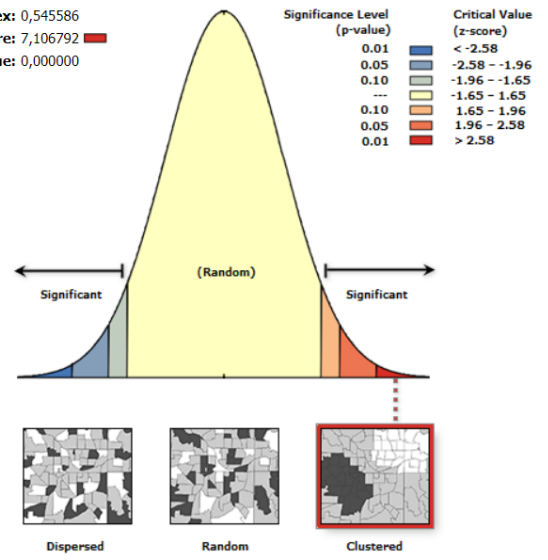 ex: 0,545586
re: 7,106792
ue: 0,000000
Significance Level
(p-value)
Critical Value
(z-score)
0.01 < -2.58
0.05 -2.58 – -1.96
0.10 -1.96 – -1.65
--- -1.65 – 1.65
0.10 1.65 – 1.96
0.05 1.96 – 2.58
0.01 > 2.58
(Random)
Significant
Significant
Dispersed
Random
Clustered